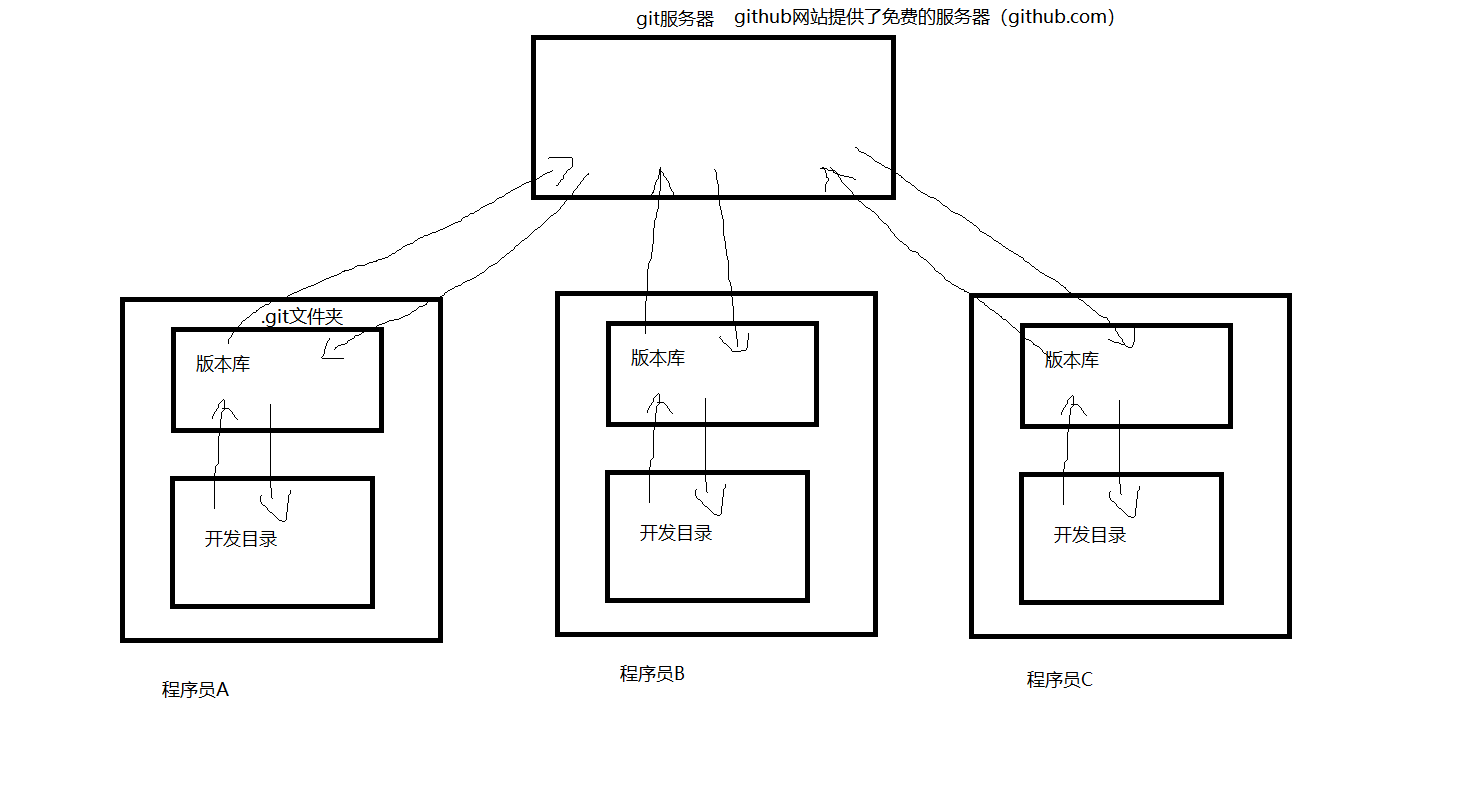 git服务器 github网站提供了免费的服务器（github.com）
.git文件夹
版本库
版本库
版本库
开发目录
开发目录
开发目录
程序员A
程序员B
程序员C